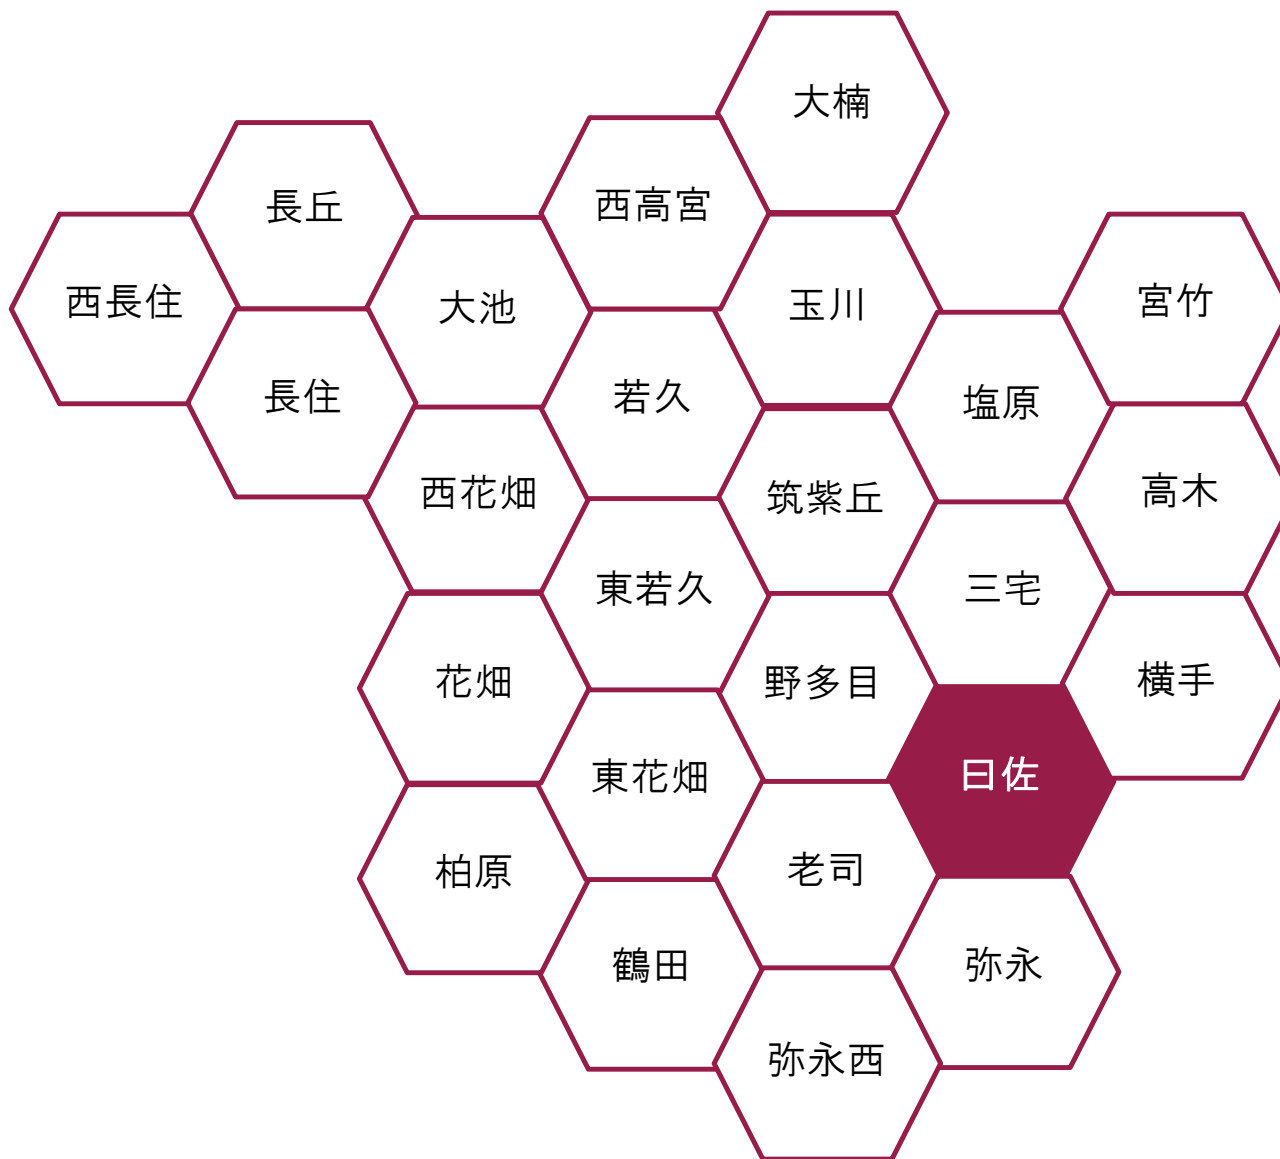 大楠
西高宮
長丘
西長住
大池
玉川
宮竹
長住
若久
塩原
西花畑
筑紫丘
高木
東若久
三宅
花畑
野多目
横手
東花畑
曰佐
柏原
老司
鶴田
弥永
弥永西